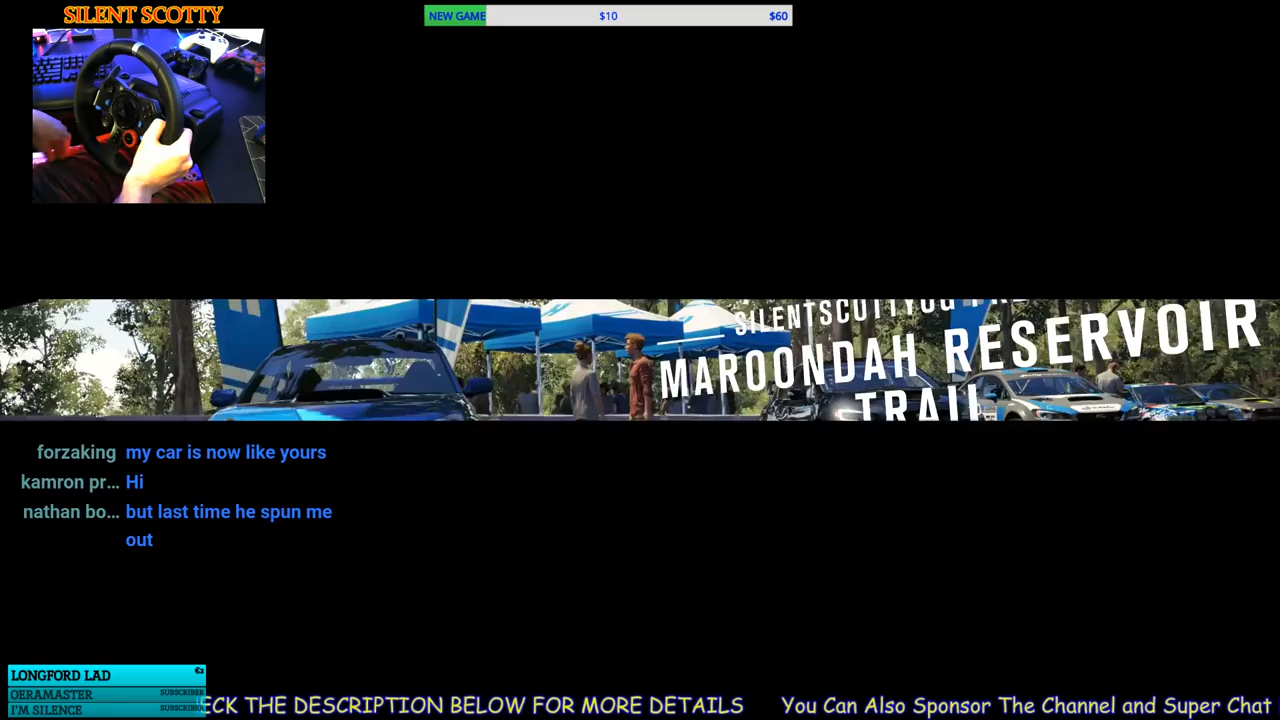 SILENT SCOTTY
NEW GAME $10 $60
MAROONDAH RESERVOIR
TRAIL
forzaking my car is now like yours
kamron pr… Hi
nathan bo… but last time he spun me
out
LONGFORD LAD €2
OERAMASTER SUBSCRIBER
I'M SILENCE SUBSCRIBER
ECK THE DESCRIPTION BELOW FOR MORE DETAILS You Can Also Sponsor The Channel and Super Chat